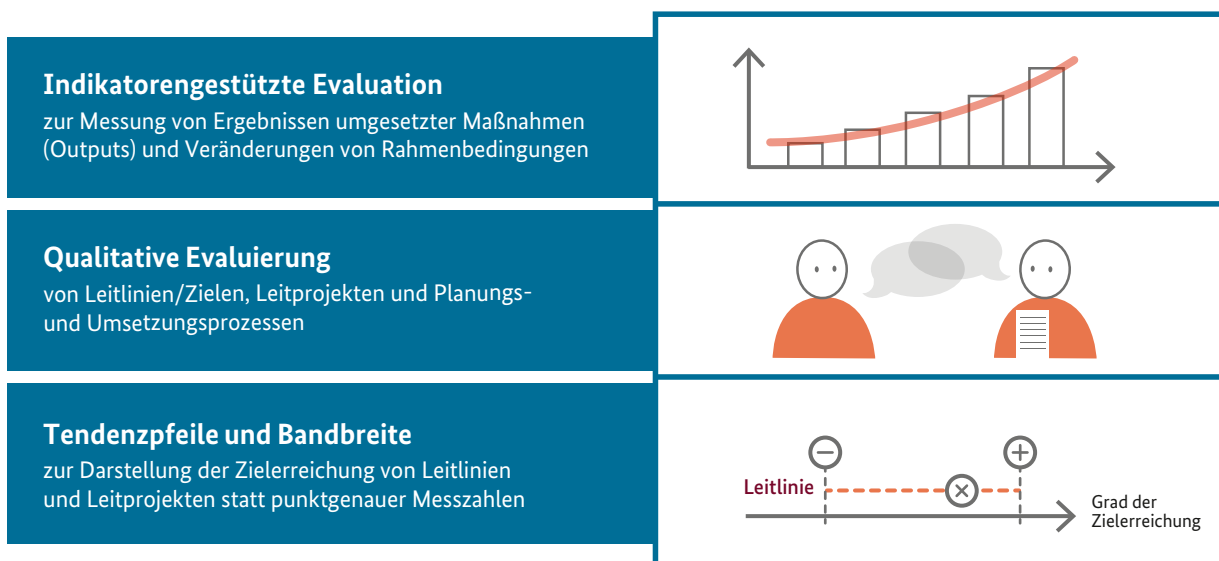 Indikatorengestützte Evaluation
zur Messung von Ergebnissen umgesetzter Maßnahmen
(Outputs) und Veränderungen von Rahmenbedingungen
Qualitative Evaluierung
von Leitlinien/Zielen, Leitprojekten und Planungs-
und Umsetzungsprozessen
Tendenzpfeile und Bandbreite
zur Darstellung der Zielerreichung von Leitlinien
und Leitprojekten statt punktgenauer Messzahlen
Leitlinie
Grad der
Zielerreichung